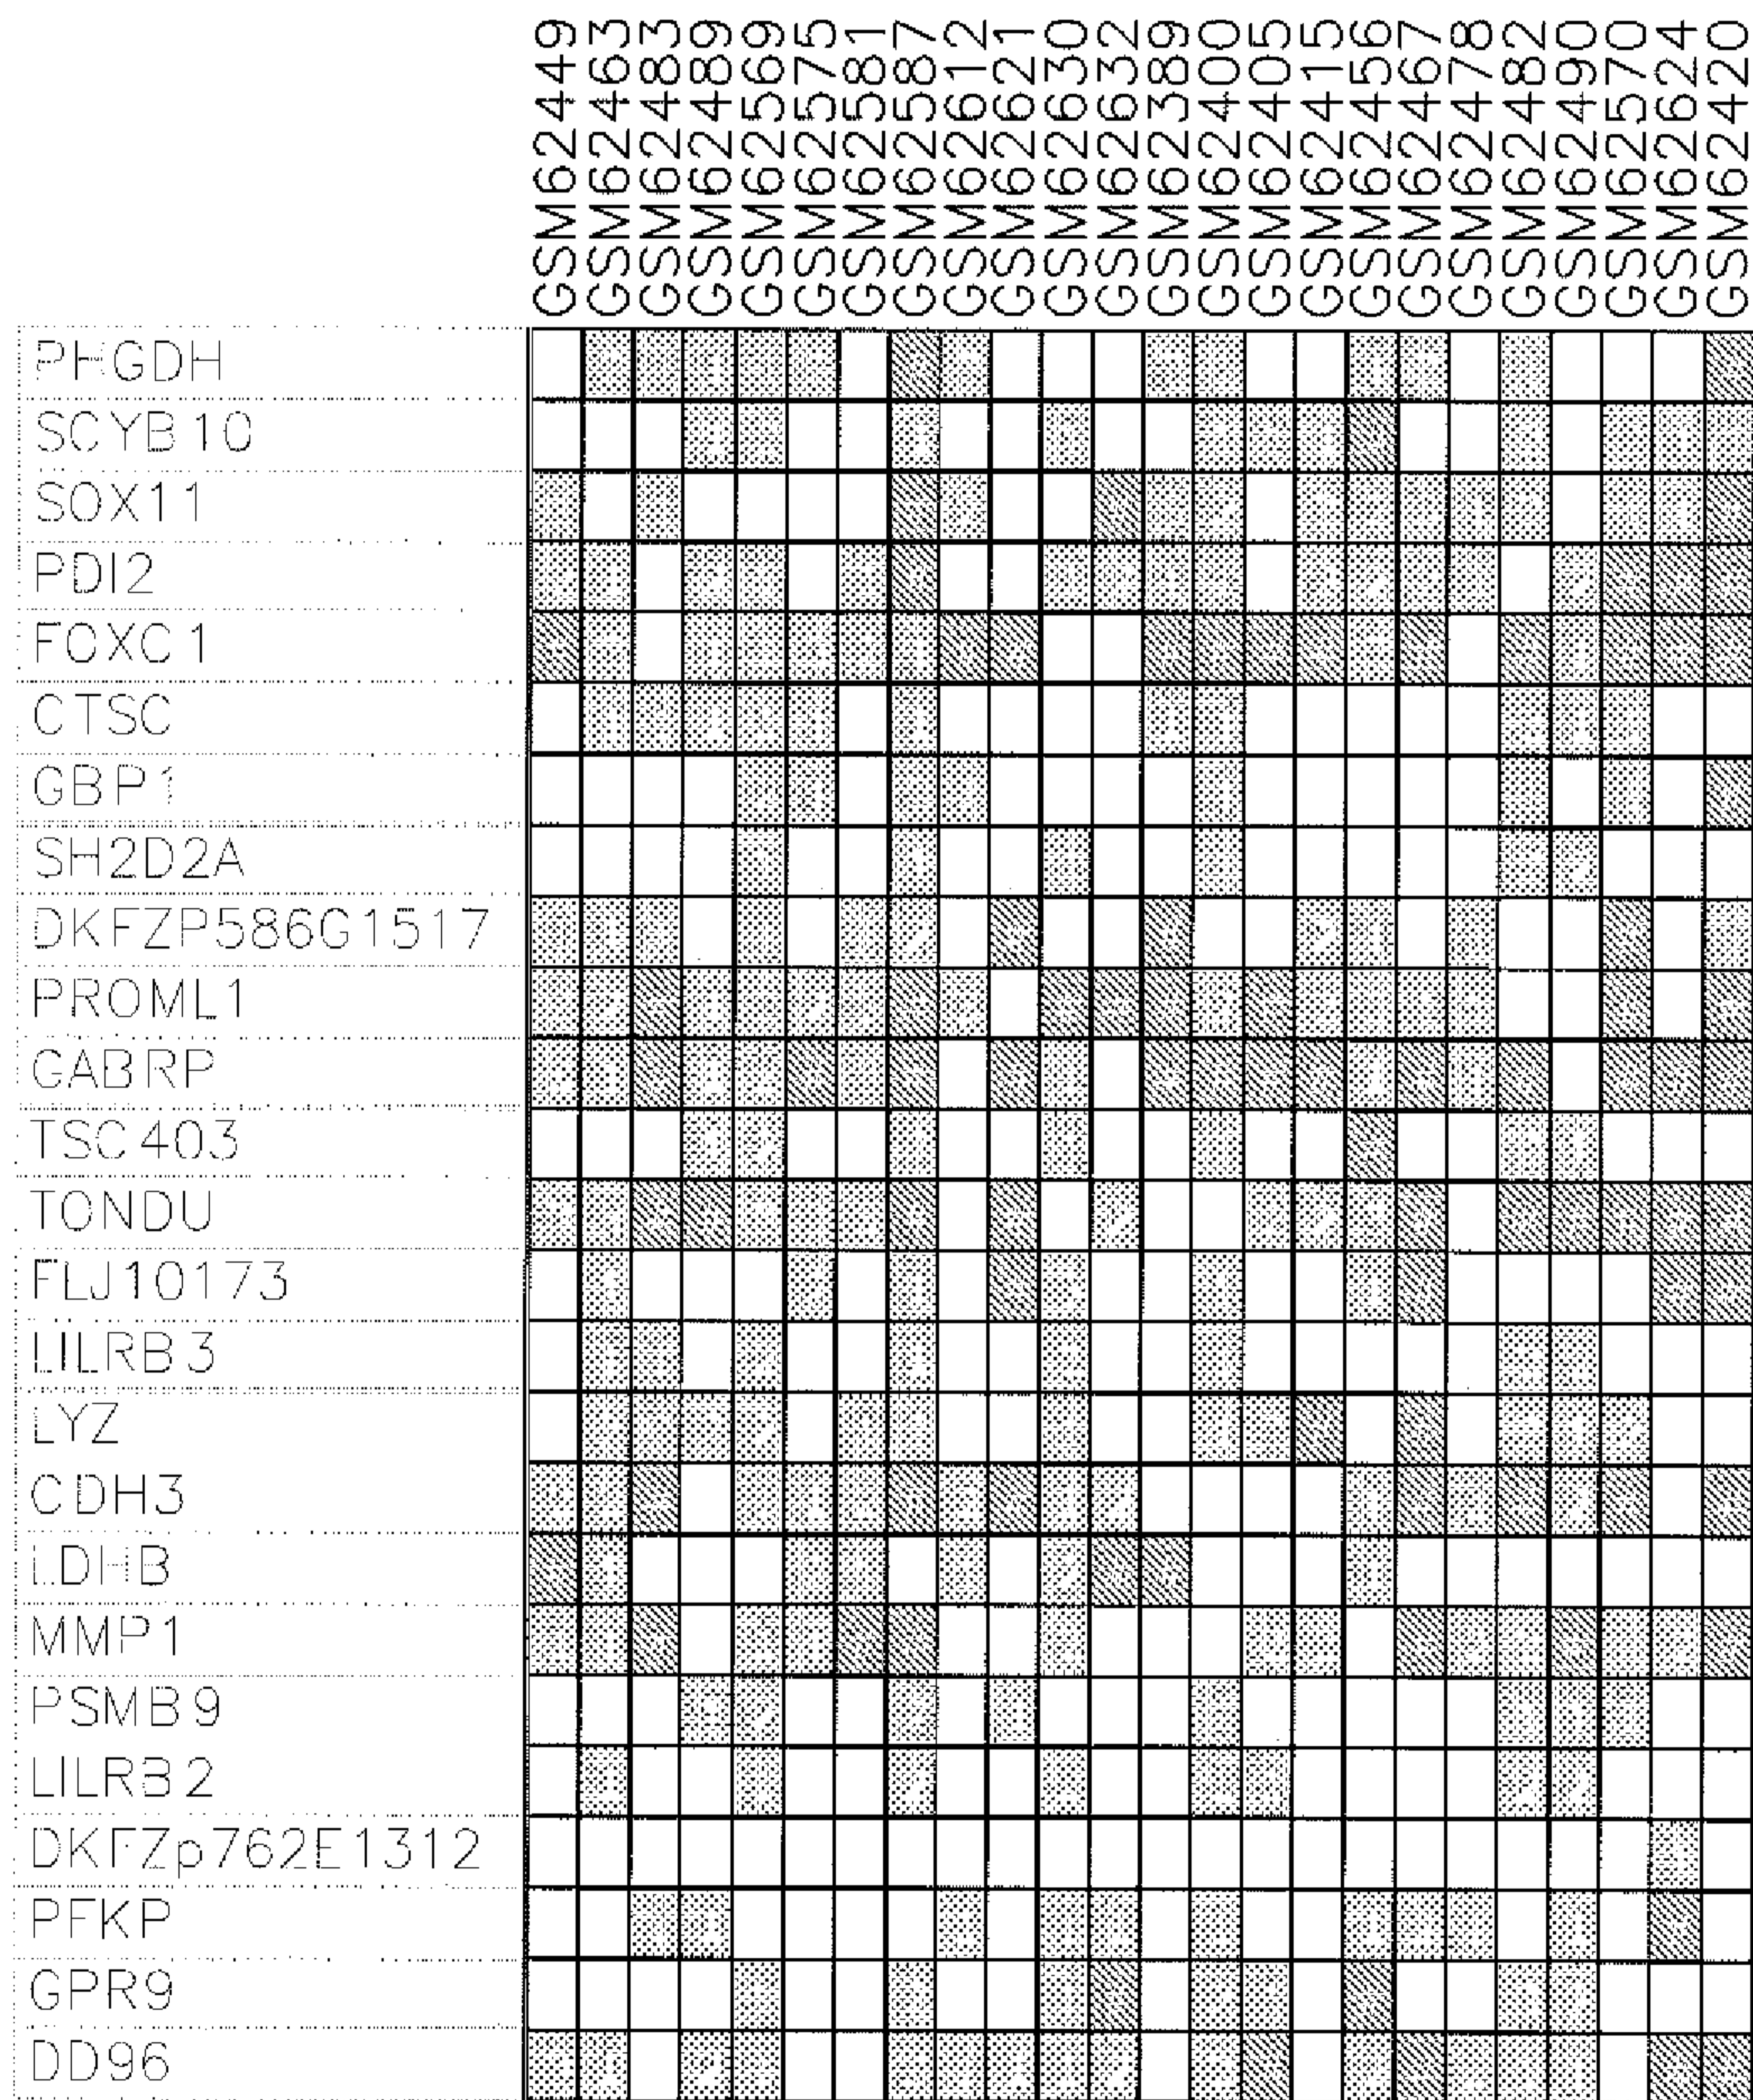 GSM62449
GSM62463
GSM62483
GSM62489
GSM62569
GSM62575
GSM62581
GSM62587
GSM62612
GSM62621
GSM62630
GSM62632
GSM62389
GSM62400
GSM62405
GSM62415
GSM62456
GSM62467
GSM62478
GSM62482
GSM62490
GSM62570
GSM62624
GSM62420
PHGDH
SCYB10
SOX11
PDI2
FOXC1
CTSC
GBP1
SH2D2A
DKFZP586G1517
PROML1
GABRP
TSC403
TONDU
FLJ10173
LILRB3
LYZ
CDH3
LDHB
MMP1
PSMB9
LILRB2
DKFZp762E1312
PFKP
GPR9
DD96